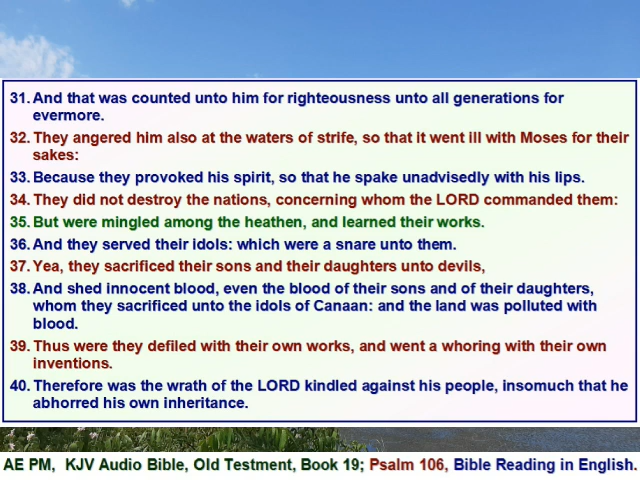 31. And that was counted unto him for righteousness unto all generations for
evermore.
32. They angered him also at the waters of strife, so that it went ill with Moses for their
sakes:
33. Because they provoked his spirit, so that he spake unadvisedly with his lips.
34. They did not destroy the nations, concerning whom the LORD commanded them:
35. But were mingled among the heathen, and learned their works.
36. And they served their idols: which were a snare unto them.
37. Yea, they sacrificed their sons and their daughters unto devils,
38. And shed innocent blood, even the blood of their sons and of their daughters,
whom they sacrificed unto the idols of Canaan: and the land was polluted with
blood.
39. Thus were they defiled with their own works, and went a whoring with their own
inventions.
40. Therefore was the wrath of the LORD kindled against his people, insomuch that he
abhorred his own inheritance.
AE PM, KJV Audio Bible, Old Testment, Book 19; Psalm 106, Bible Reading in English.